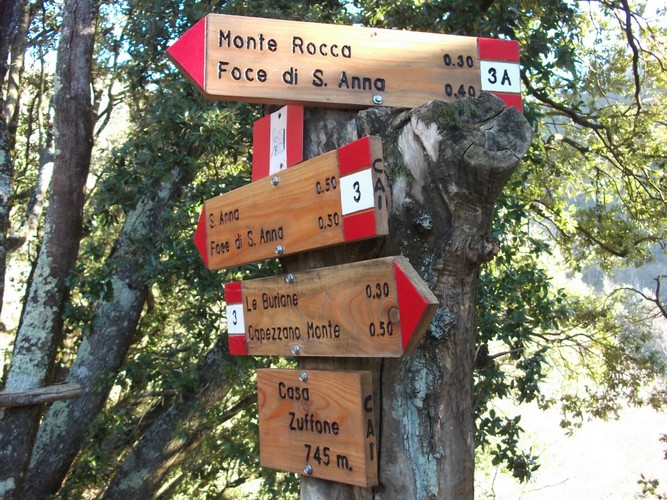 Monte Rocca 0.30
Foce di S. Anna 0.40
3A
S. Anna 0.50
Foce di S. Anna 0.50
3
CAI
Le Buriane 0.30
Capezzano Monte 0.50
3
Casa
Zuffone
745 m.
CAI